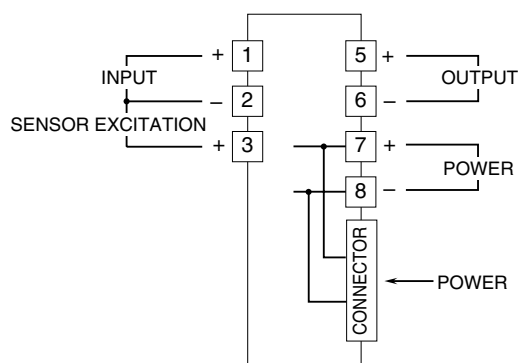 + 1
INPUT
– 2
SENSOR EXCITATION
+ 3
5 +
OUTPUT
6 –
7 +
POWER
8 –
CONNECTOR
POWER